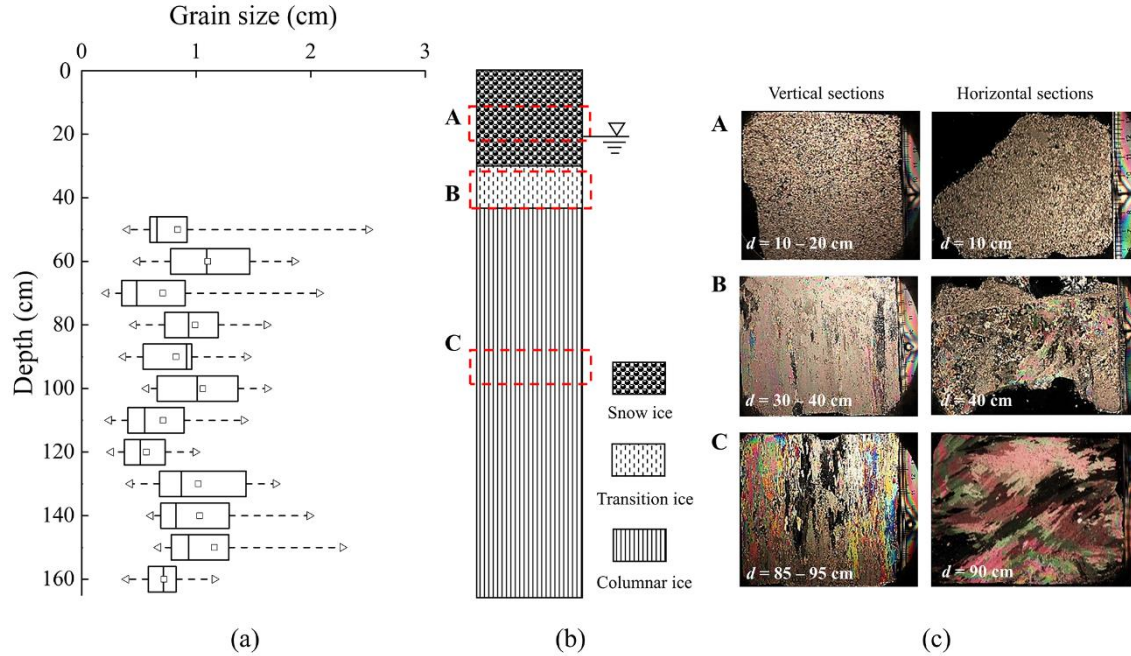 Grain size (cm)
0 1 2 3
0
20
40
60
80
100
120
140
160
Depth (cm)
(a)
A
B
C
Snow ice
Transition ice
Columnar ice
(b)
Vertical sections Horizontal sections
A
d = 10 – 20 cm d = 10 cm
B
d = 30 – 40 cm d = 40 cm
C
d = 85 – 95 cm d = 90 cm
(c)